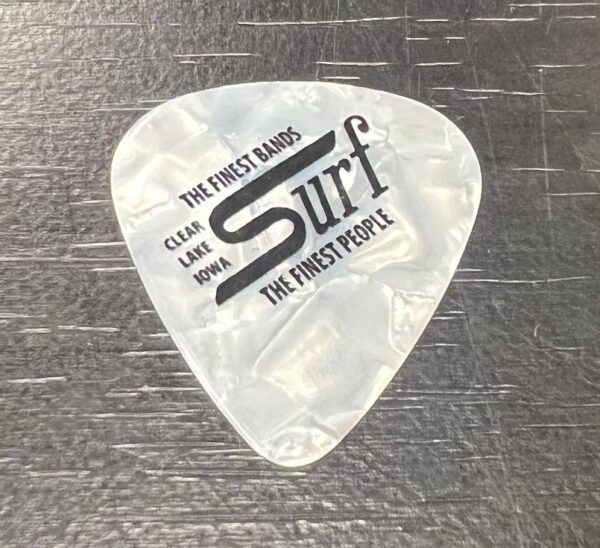 THE FINEST BANDS
Surf
CLEAR
LAKE
IOWA
THE FINEST PEOPLE